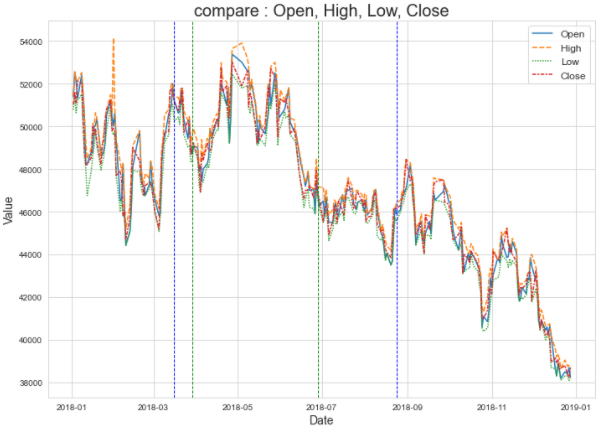 compare : Open, High, Low, Close
Open
High
Low
Close
54000
52000
50000
48000
46000
44000
42000
40000
38000
Value
2018-01
2018-03
2018-05
2018-07
2018-09
2018-11
2019-01
Date